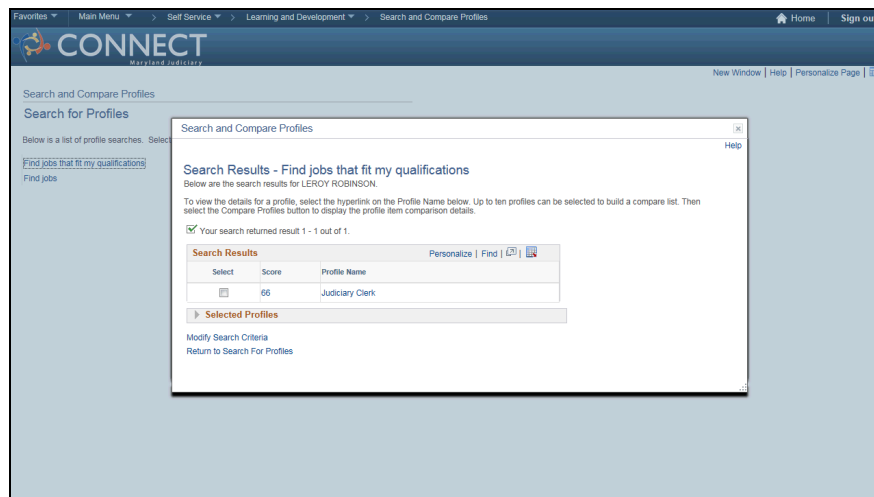 Favorites Main Menu > Self Service > Learning and Development > Search and Compare Profiles Home Sign ou
CONNECT
Maryland Judiciary
New Window | Help | Personalize Page |
Search and Compare Profiles
Search for Profiles
Below is a list of profile searches. Select
Find jobs that fit my qualifications
Find jobs
Search and Compare Profiles
Help
Search Results - Find jobs that fit my qualifications
Below are the search results for LEROY ROBINSON.
To view the details for a profile, select the hyperlink on the Profile Name below. Up to ten profiles can be selected to build a compare list. Then
select the Compare Profiles button to display the profile item comparison details.
Your search returned result 1 - 1 out of 1.
Search Results Personalize | Find | |
Select Score Profile Name
66 Judiciary Clerk
Selected Profiles
Modify Search Criteria
Return to Search For Profiles